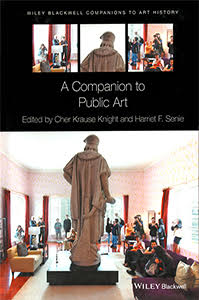 WILEY BLACKWELL COMPANIONS TO ART HISTORY
A Companion to
Public Art
Edited by Cher Krause Knight and Harriet F. Senie
WILEY Blackwell